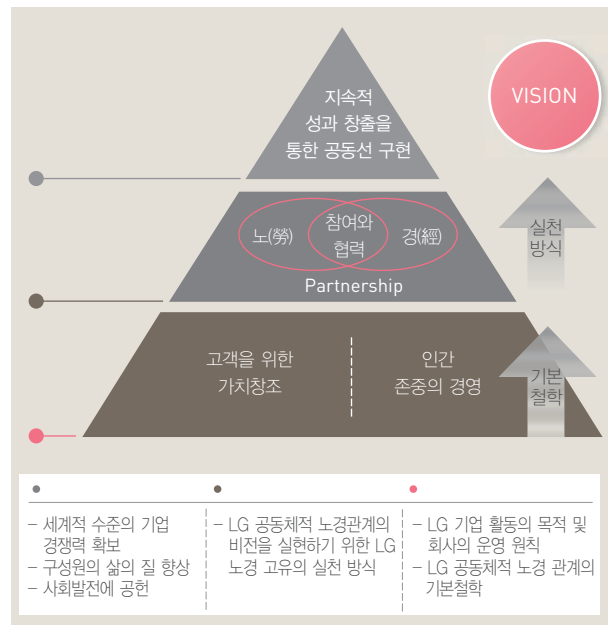 지속적
성과 창출을
통한 공동선 구현
VISION
노(勞)
참여와
협력
경(經)
Partnership
실천
방식
고객을 위한
가치창조
인간
존중의 경영
기본
철학
– 세계적 수준의 기업
경쟁력 확보
– 구성원의 삶의 질 향상
– 사회발전에 공헌
– LG 공동체적 노경관계의
비전을 실현하기 위한 LG
노경 고유의 실천 방식
– LG 기업 활동의 목적 및
회사의 운영 원칙
– LG 공동체적 노경 관계의
기본철학